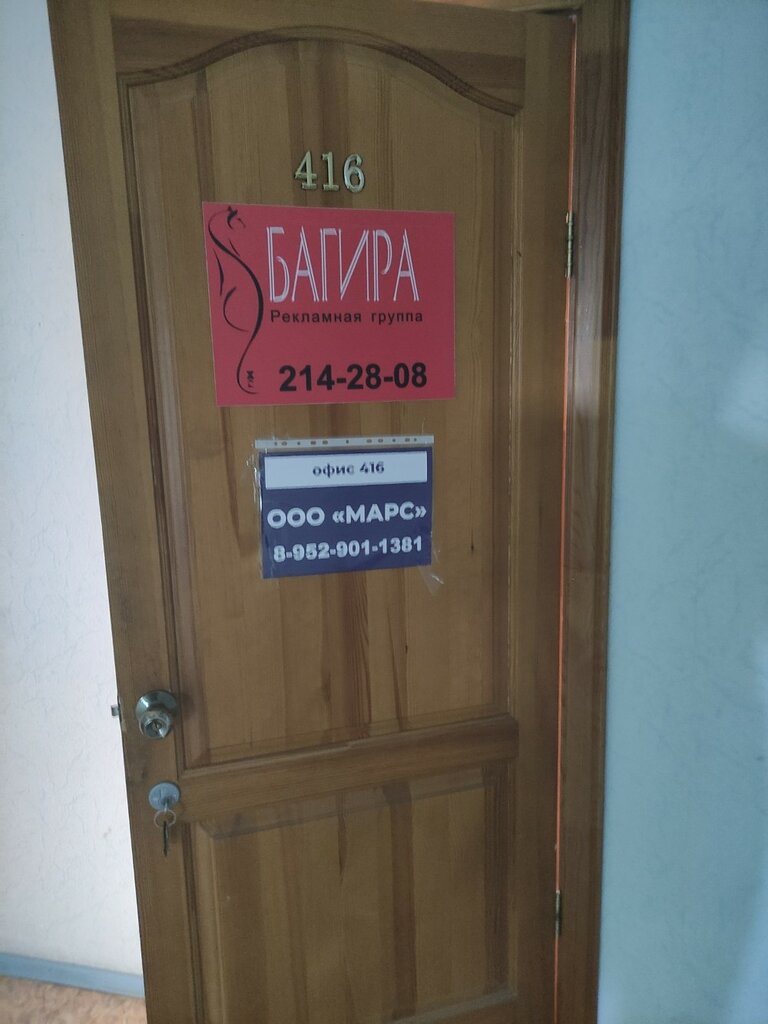 416
БАГИРА
Рекламная группа
214-28-08
офис 416
ООО «МАРС»
8-952-901-1381